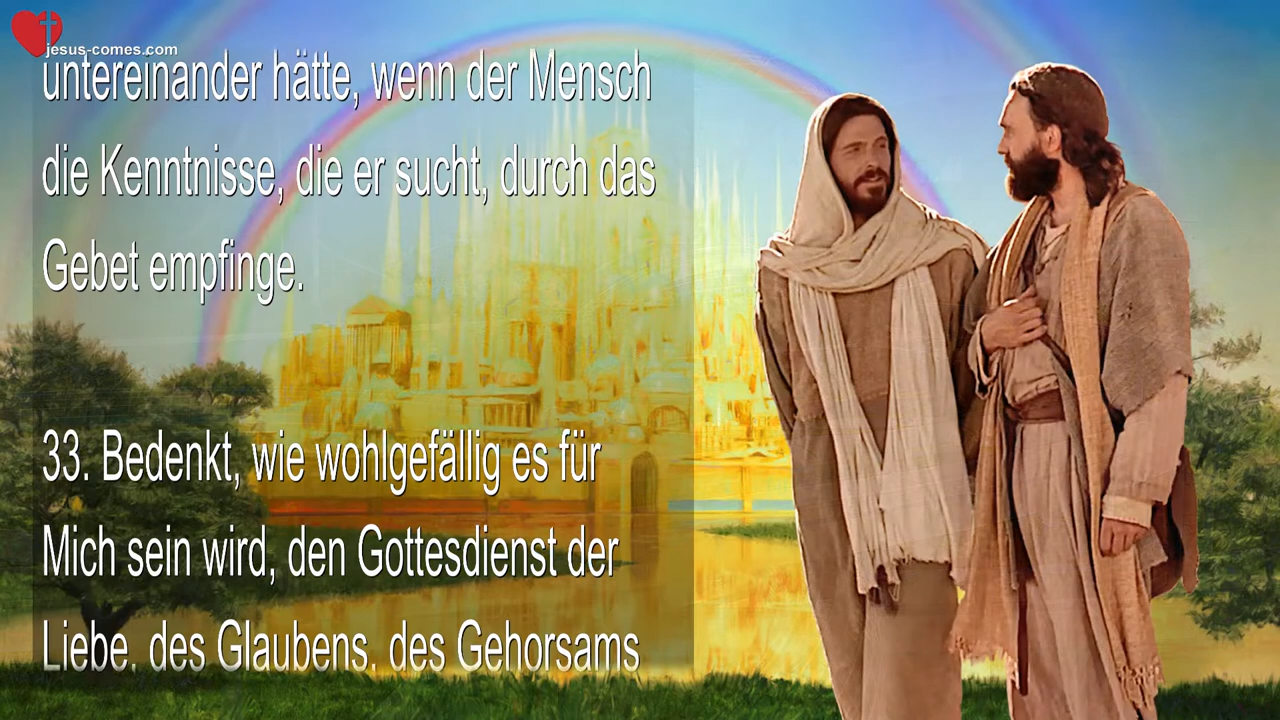 jesus-comes.com
untereinander hätte, wenn der Mensch
die Kenntnisse, die er sucht, durch das
Gebet empfinge.
33. Bedenkt, wie wohlgefällig es für
Mich sein wird, den Gottesdienst der
Liebe, des Glaubens, des Gehorsams